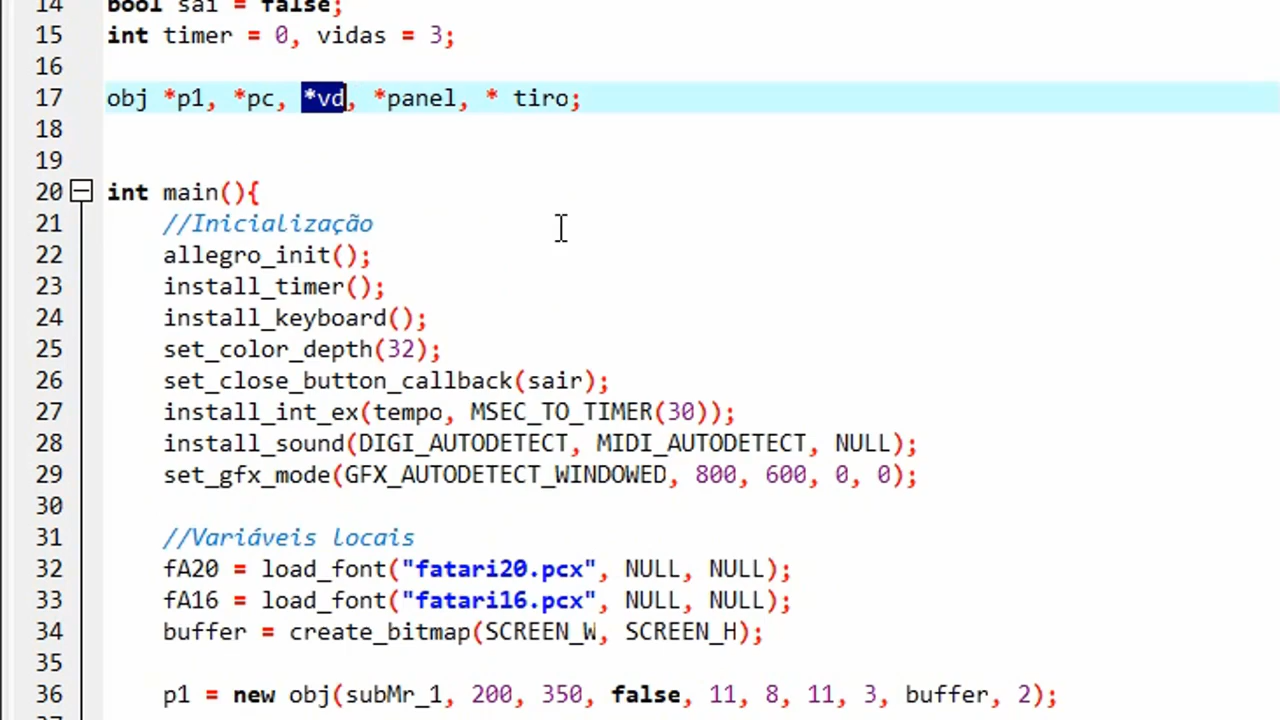 14 bool sai = false;
15 int timer = 0, vidas = 3;
16
17 obj *p1, *pc, *vd, *panel, * tiro;
18
19
20 int main(){
21 //Inicialização
22 allegro_init();
23 install_timer();
24 install_keyboard();
25 set_color_depth(32);
26 set_close_button_callback(sair);
27 install_int_ex(tempo, MSEC_TO_TIMER(30));
28 install_sound(DIGI_AUTODETECT, MIDI_AUTODETECT, NULL);
29 set_gfx_mode(GFX_AUTODETECT_WINDOWED, 800, 600, 0, 0);
30
31 //Variáveis locais
32 fA20 = load_font("fatari20.pcx", NULL, NULL);
33 fA16 = load_font("fatari16.pcx", NULL, NULL);
34 buffer = create_bitmap(SCREEN_W, SCREEN_H);
35
36 p1 = new obj(subMr_1, 200, 350, false, 11, 8, 11, 3, buffer, 2);